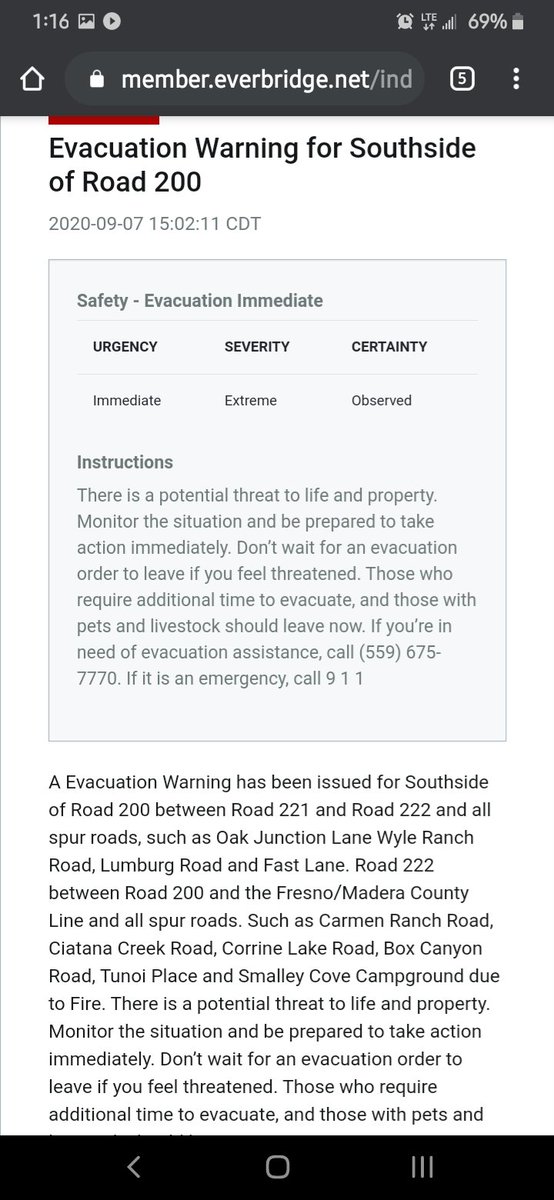 1:16
LTE
69%
member.everbridge.net/ind
5
Evacuation Warning for Southside
of Road 200
2020-09-07 15:02:11 CDT
Safety - Evacuation Immediate
URGENCY SEVERITY CERTAINTY
Immediate Extreme Observed
Instructions
There is a potential threat to life and property.
Monitor the situation and be prepared to take
action immediately. Don’t wait for an evacuation
order to leave if you feel threatened. Those who
require additional time to evacuate, and those with
pets and livestock should leave now. If you’re in
need of evacuation assistance, call (559) 675-
7770. If it is an emergency, call 9 1 1
A Evacuation Warning has been issued for Southside
of Road 200 between Road 221 and Road 222 and all
spur roads, such as Oak Junction Lane Wyle Ranch
Road, Lumburg Road and Fast Lane. Road 222
between Road 200 and the Fresno/Madera County
Line and all spur roads. Such as Carmen Ranch Road,
Ciatana Creek Road, Corrine Lake Road, Box Canyon
Road, Tunoi Place and Smalley Cove Campground due
to Fire. There is a potential threat to life and property.
Monitor the situation and be prepared to take action
immediately. Don’t wait for an evacuation order to
leave if you feel threatened. Those who require
additional time to evacuate, and those with pets and